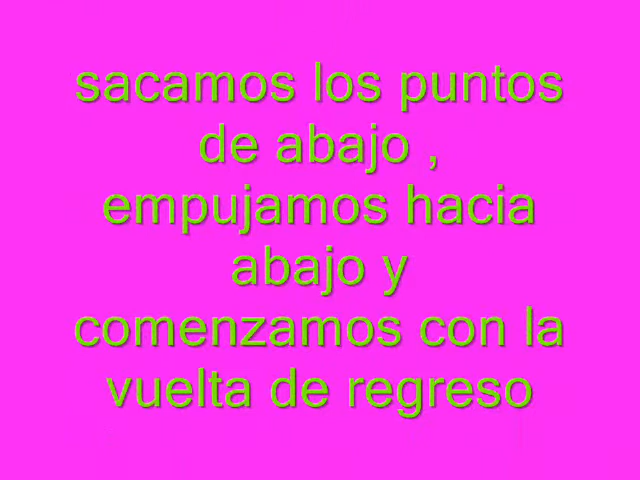 sacamos los puntos
de abajo ,
empujamos hacia
abajo y
comenzamos con la
vuelta de regreso